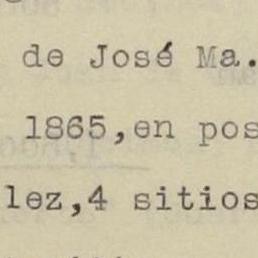 de José Ma.
1865,en pos
lez,4 sitios